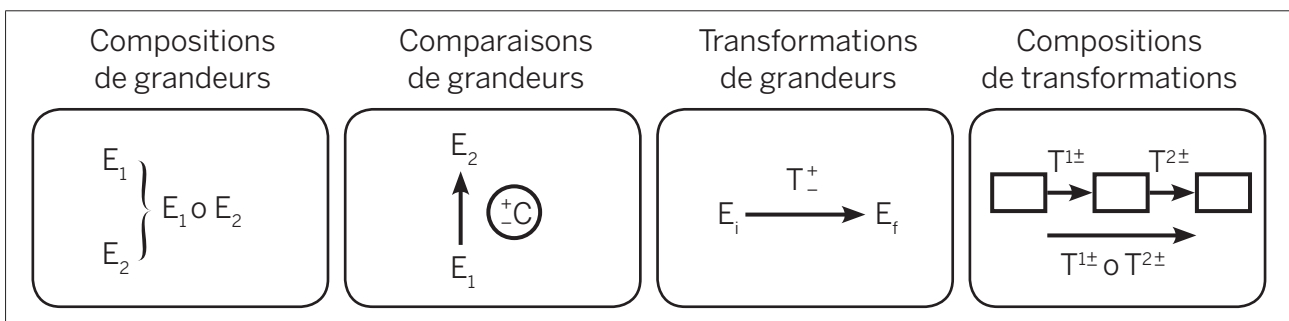 Compositions
de grandeurs
Comparaisons
de grandeurs
Transformations
de grandeurs
Compositions
de transformations
E₁
E₂
E₁ o E₂
E₂
±C
E₁
T±
Eᵢ
E_f
T¹± T²±
T¹± o T²±